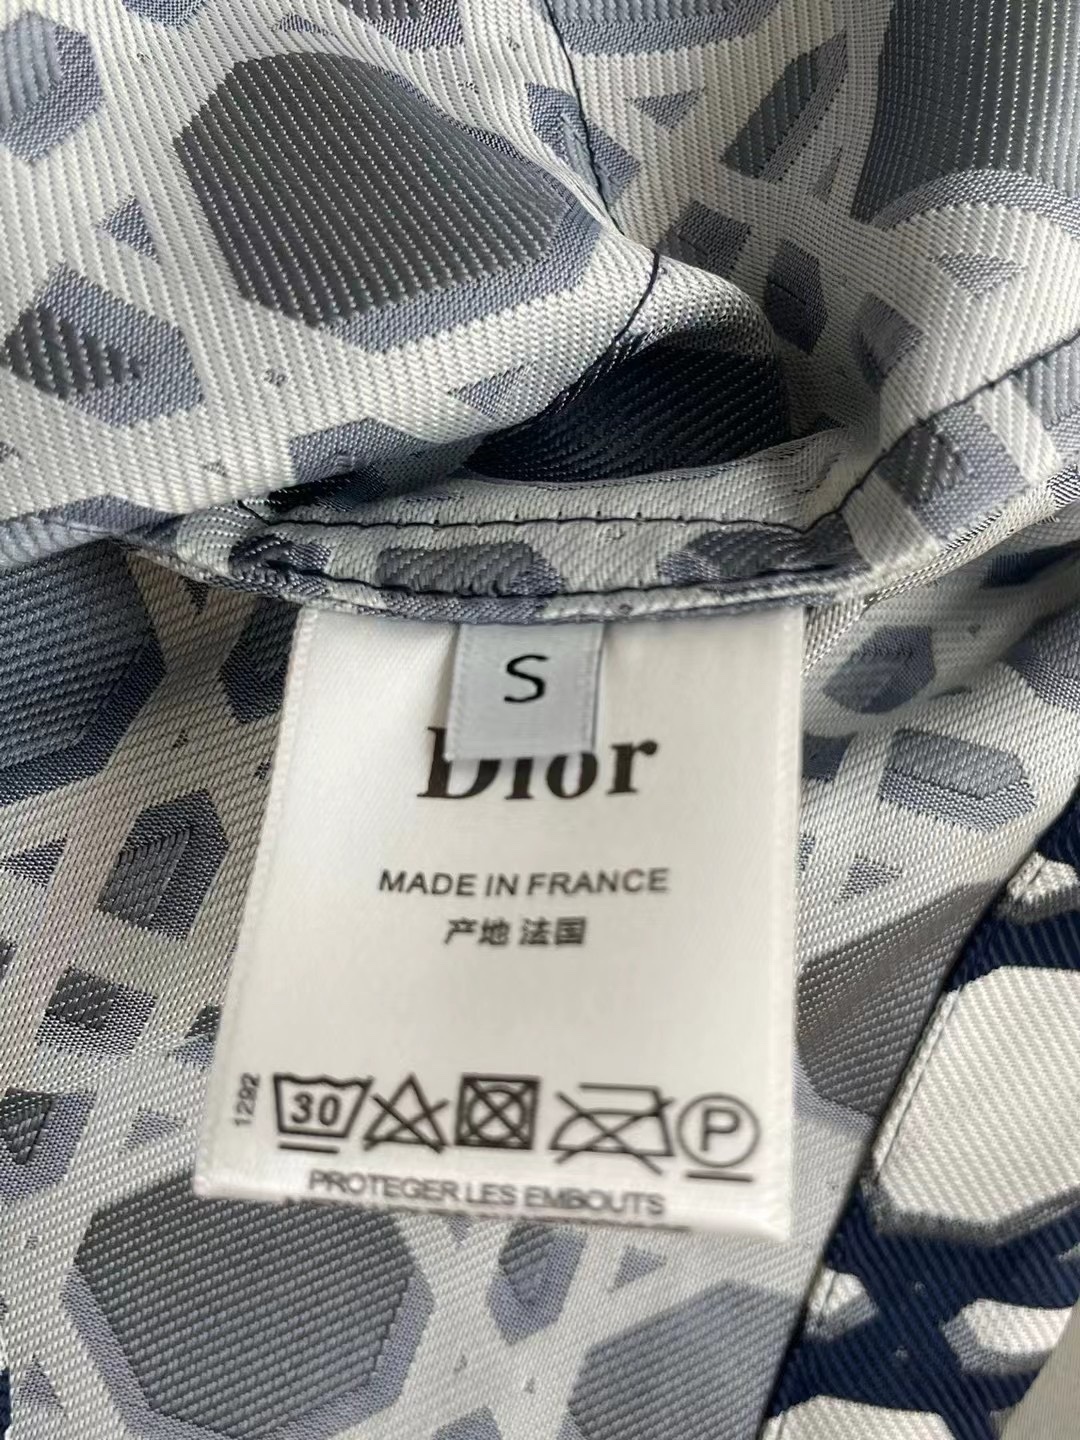 S
Dior
MADE IN FRANCE
产地 法国
1292
30
P
PROTEGER LES EMBOUTS